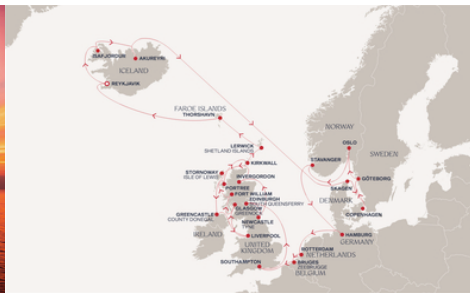 ISAFJORDUR
AKUREYRI
ICELAND
REYKJAVIK
FAROE ISLANDS
THORSHAVN
NORWAY
OSLO
LERWICK
SHETLAND ISLANDS
SWEDEN
KIRKWALL
STAVANGER
STORNOWAY
ISLE OF LEWIS
INVERGORDON
GÖTEBORG
PORTREE
SKAGEN
FORT WILLIAM
EDINBURGH
SOUTH QUEENSFERRY
DENMARK
GLASGOW
GREENOCK
COPENHAGEN
GREENCASTLE
COUNTY DONEGAL
NEWCASTLE
TYNE
IRELAND
LIVERPOOL
HAMBURG
GERMANY
UNITED
KINGDOM
ROTTERDAM
NETHERLANDS
SOUTHAMPTON
BRUGES
ZEEBRUGGE
BELGIUM